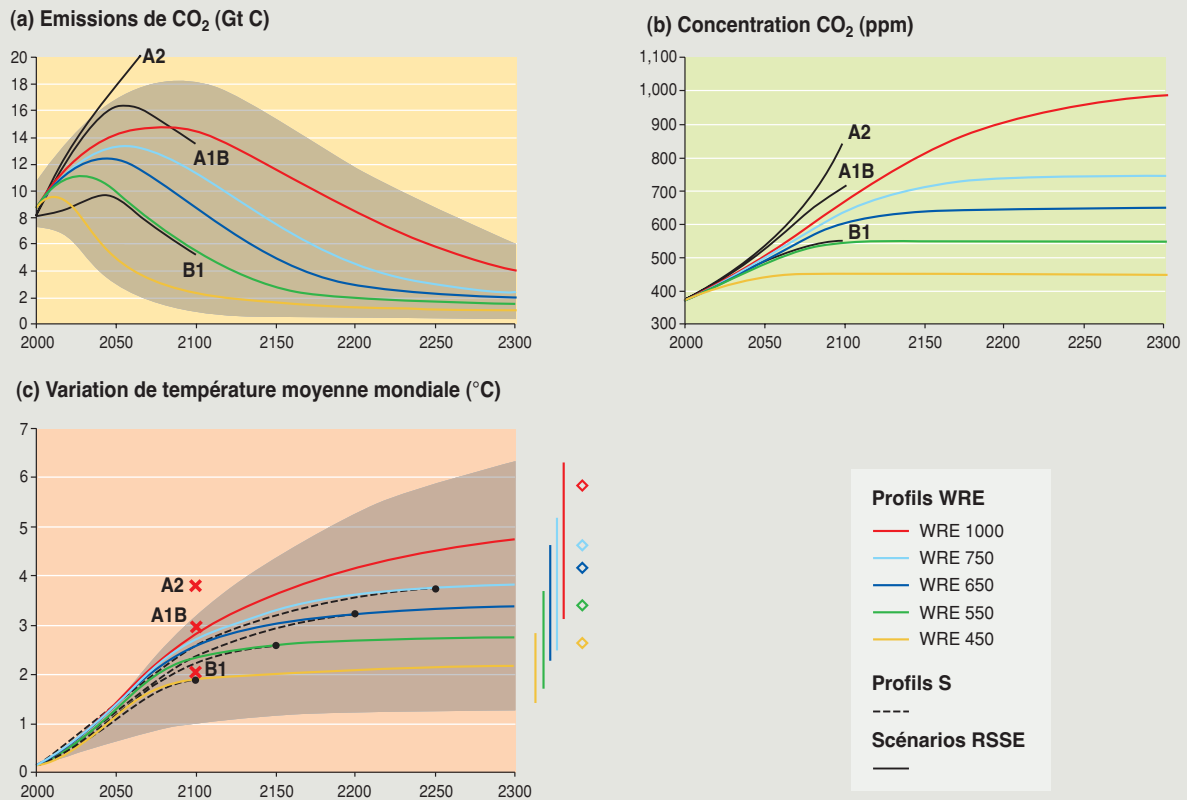 (a) Emissions de CO₂ (Gt C)
20
18
16
14
12
10
8
6
4
2
0
A2
A1B
B1
2000 2050 2100 2150 2200 2250 2300
(b) Concentration CO₂ (ppm)
1,100
1,000
900
800
700
600
500
400
300
A2
A1B
B1
2000 2050 2100 2150 2200 2250 2300
(c) Variation de température moyenne mondiale (°C)
7
6
5
4
3
2
1
0
A2
A1B
B1
2000 2050 2100 2150 2200 2250 2300
Profils WRE
WRE 1000
WRE 750
WRE 650
WRE 550
WRE 450
Profils S
Scénarios RSSE